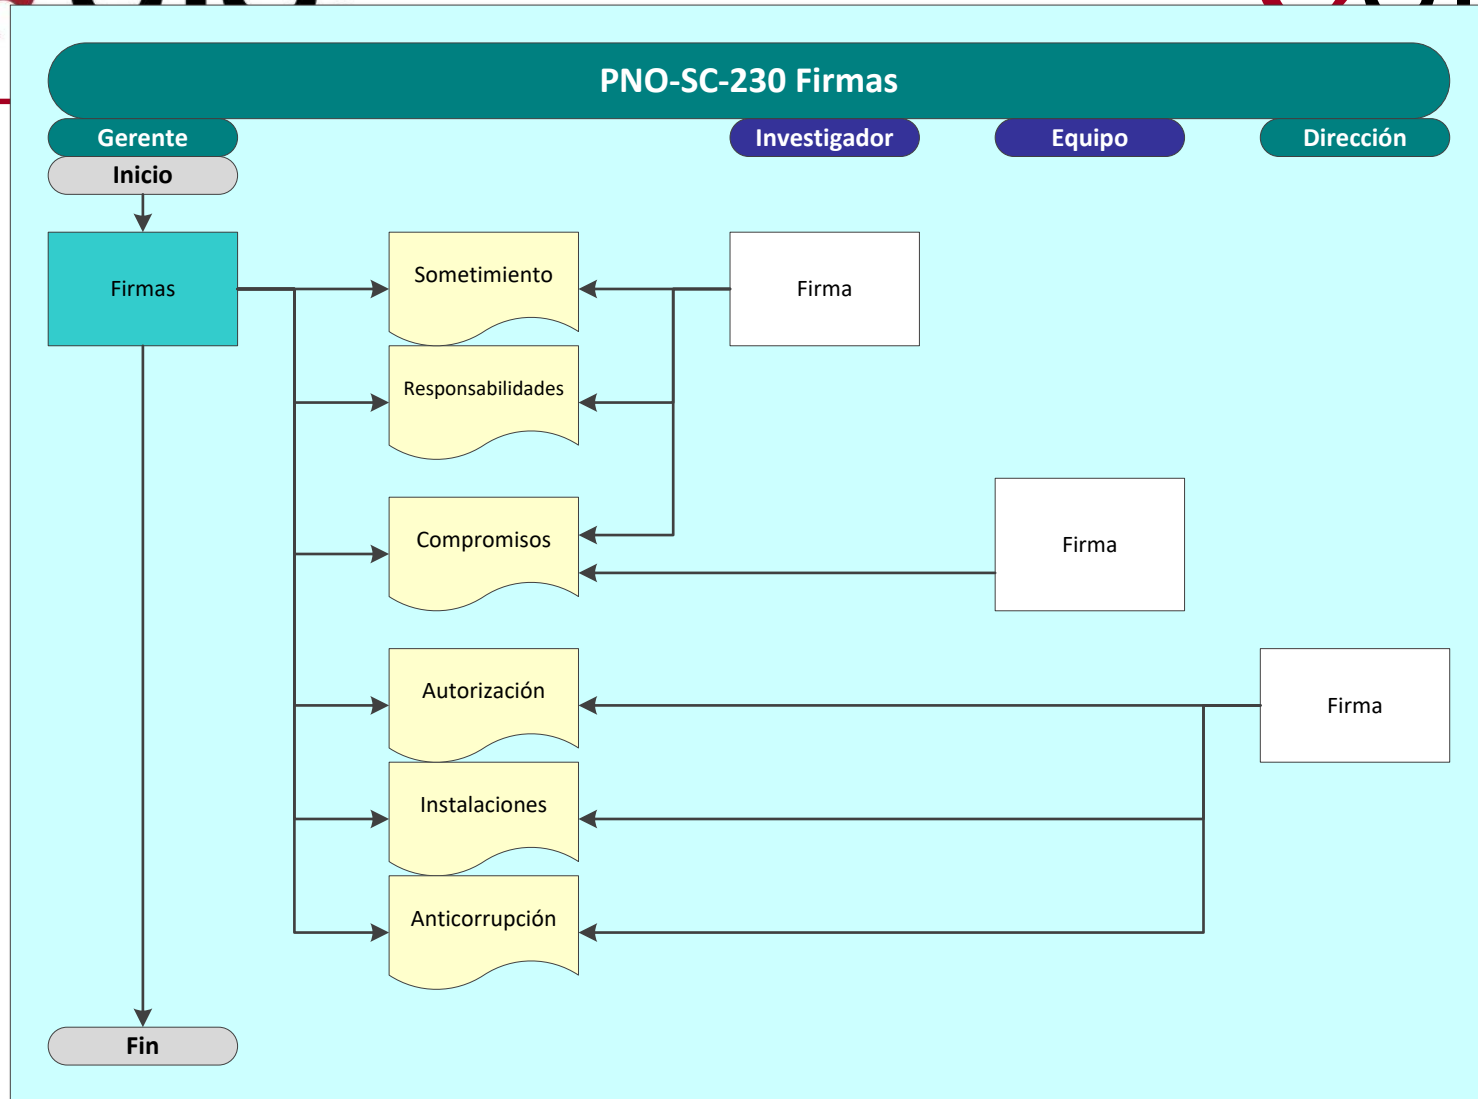 PNO-SC-230 Firmas
Gerente
Investigador
Equipo
Dirección
Inicio
Firmas
Sometimiento
Firma
Responsabilidades
Compromisos
Firma
Autorización
Firma
Instalaciones
Anticorrupción
Fin